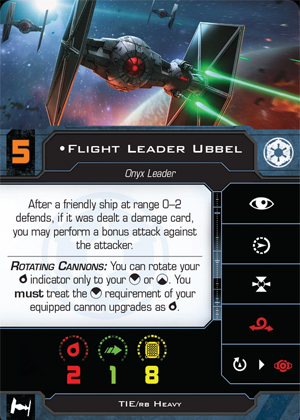 5
•Flight Leader Ubbel
Onyx Leader
After a friendly ship at range 0–2
defends, if it was dealt a damage card,
you may perform a bonus attack against
the attacker.
Rotating Cannons: You can rotate your
indicator only to your or . You
must treat the requirement of your
equipped cannon upgrades as .
2 1 8
TIE/rb Heavy